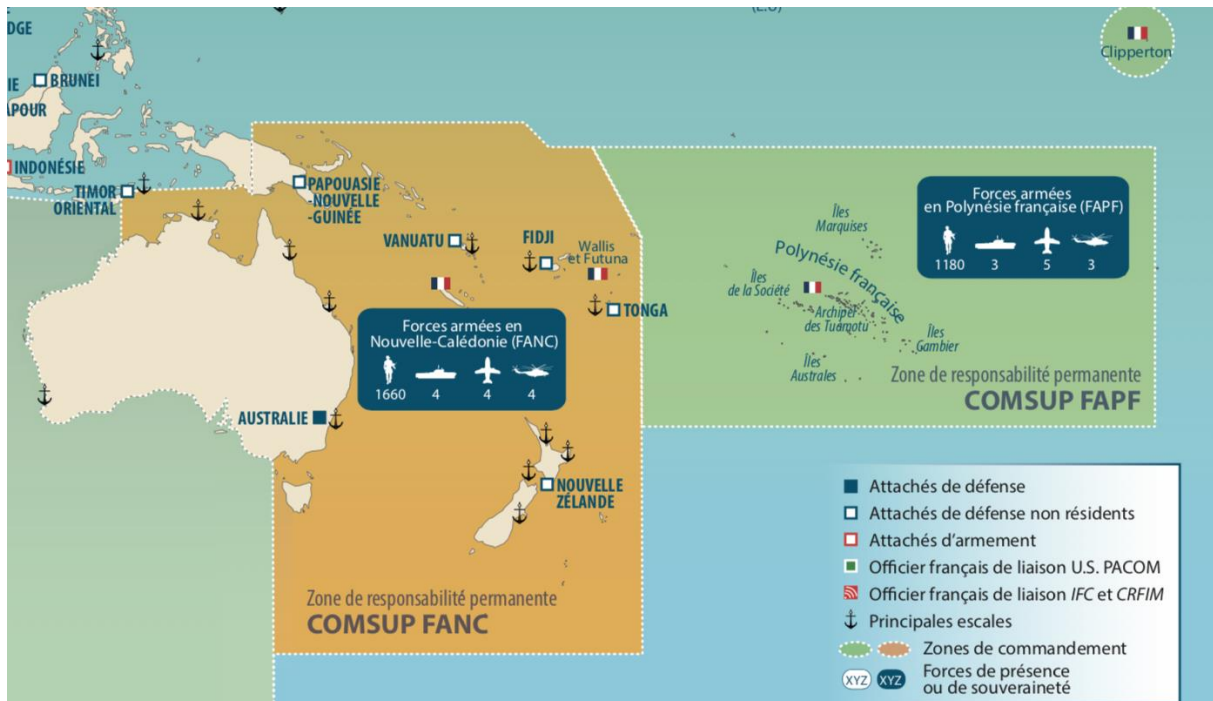 DGE
(E.U)
Clipperton
BRUNEI
IE
APOUR
INDONÉSIE
TIMOR
ORIENTAL
PAPOUASIE
-NOUVELLE
-GUINÉE
VANUATU
FIDJI
Wallis
et Futuna
TONGA
Forces armées en
Nouvelle-Calédonie (FANC)
1660 4 4 4
AUSTRALIE
NOUVELLE
ZÉLANDE
Zone de responsabilité permanente
COMSUP FANC
Forces armées
en Polynésie française (FAPF)
1180 3 5 3
Îles
Marquises
Polynésie française
Îles
de la Société
Archipel
des Tuamotu
Îles
Gambier
Îles
Australes
Zone de responsabilité permanente
COMSUP FAPF
Attachés de défense
Attachés de défense non résidents
Attachés d'armement
Officier français de liaison U.S. PACOM
Officier français de liaison IFC et CRFIM
Principales escales
Zones de commandement
XYZ XYZ Forces de présence
ou de souveraineté